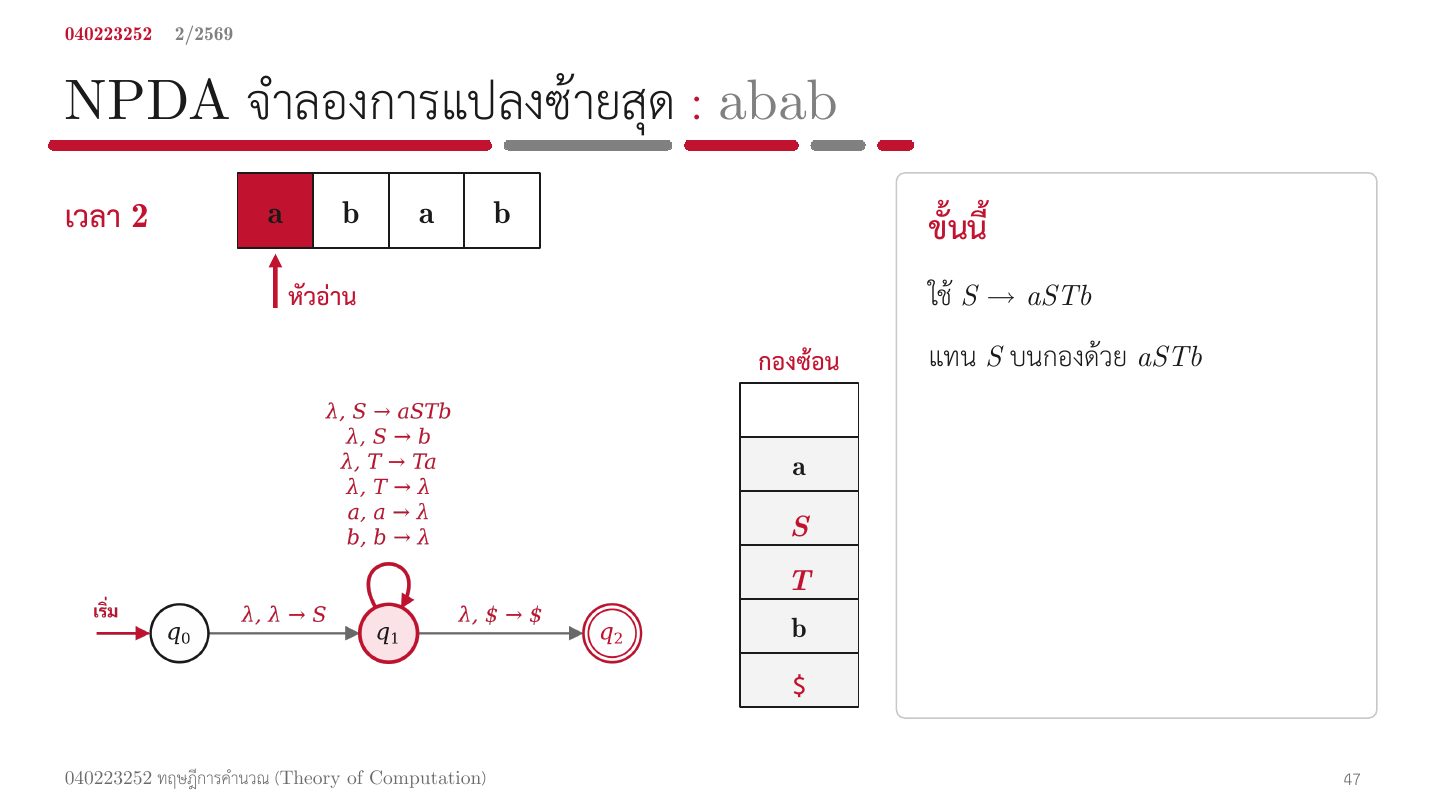 040223252 2/2569
NPDA จำลองการแปลงซ้ายสุด : abab
เวลา 2
a b a b
หัวอ่าน
ขั้นนี้
ใช้ S → aSTb
แทน S บนกองด้วย aSTb
กองซ้อน
a
S
T
b
$
λ, S → aSTb
λ, S → b
λ, T → Ta
λ, T → λ
a, a → λ
b, b → λ
เริ่ม
q0
λ, λ → S
q1
λ, $ → $
q2
040223252 ทฤษฎีการคำนวณ (Theory of Computation)
47